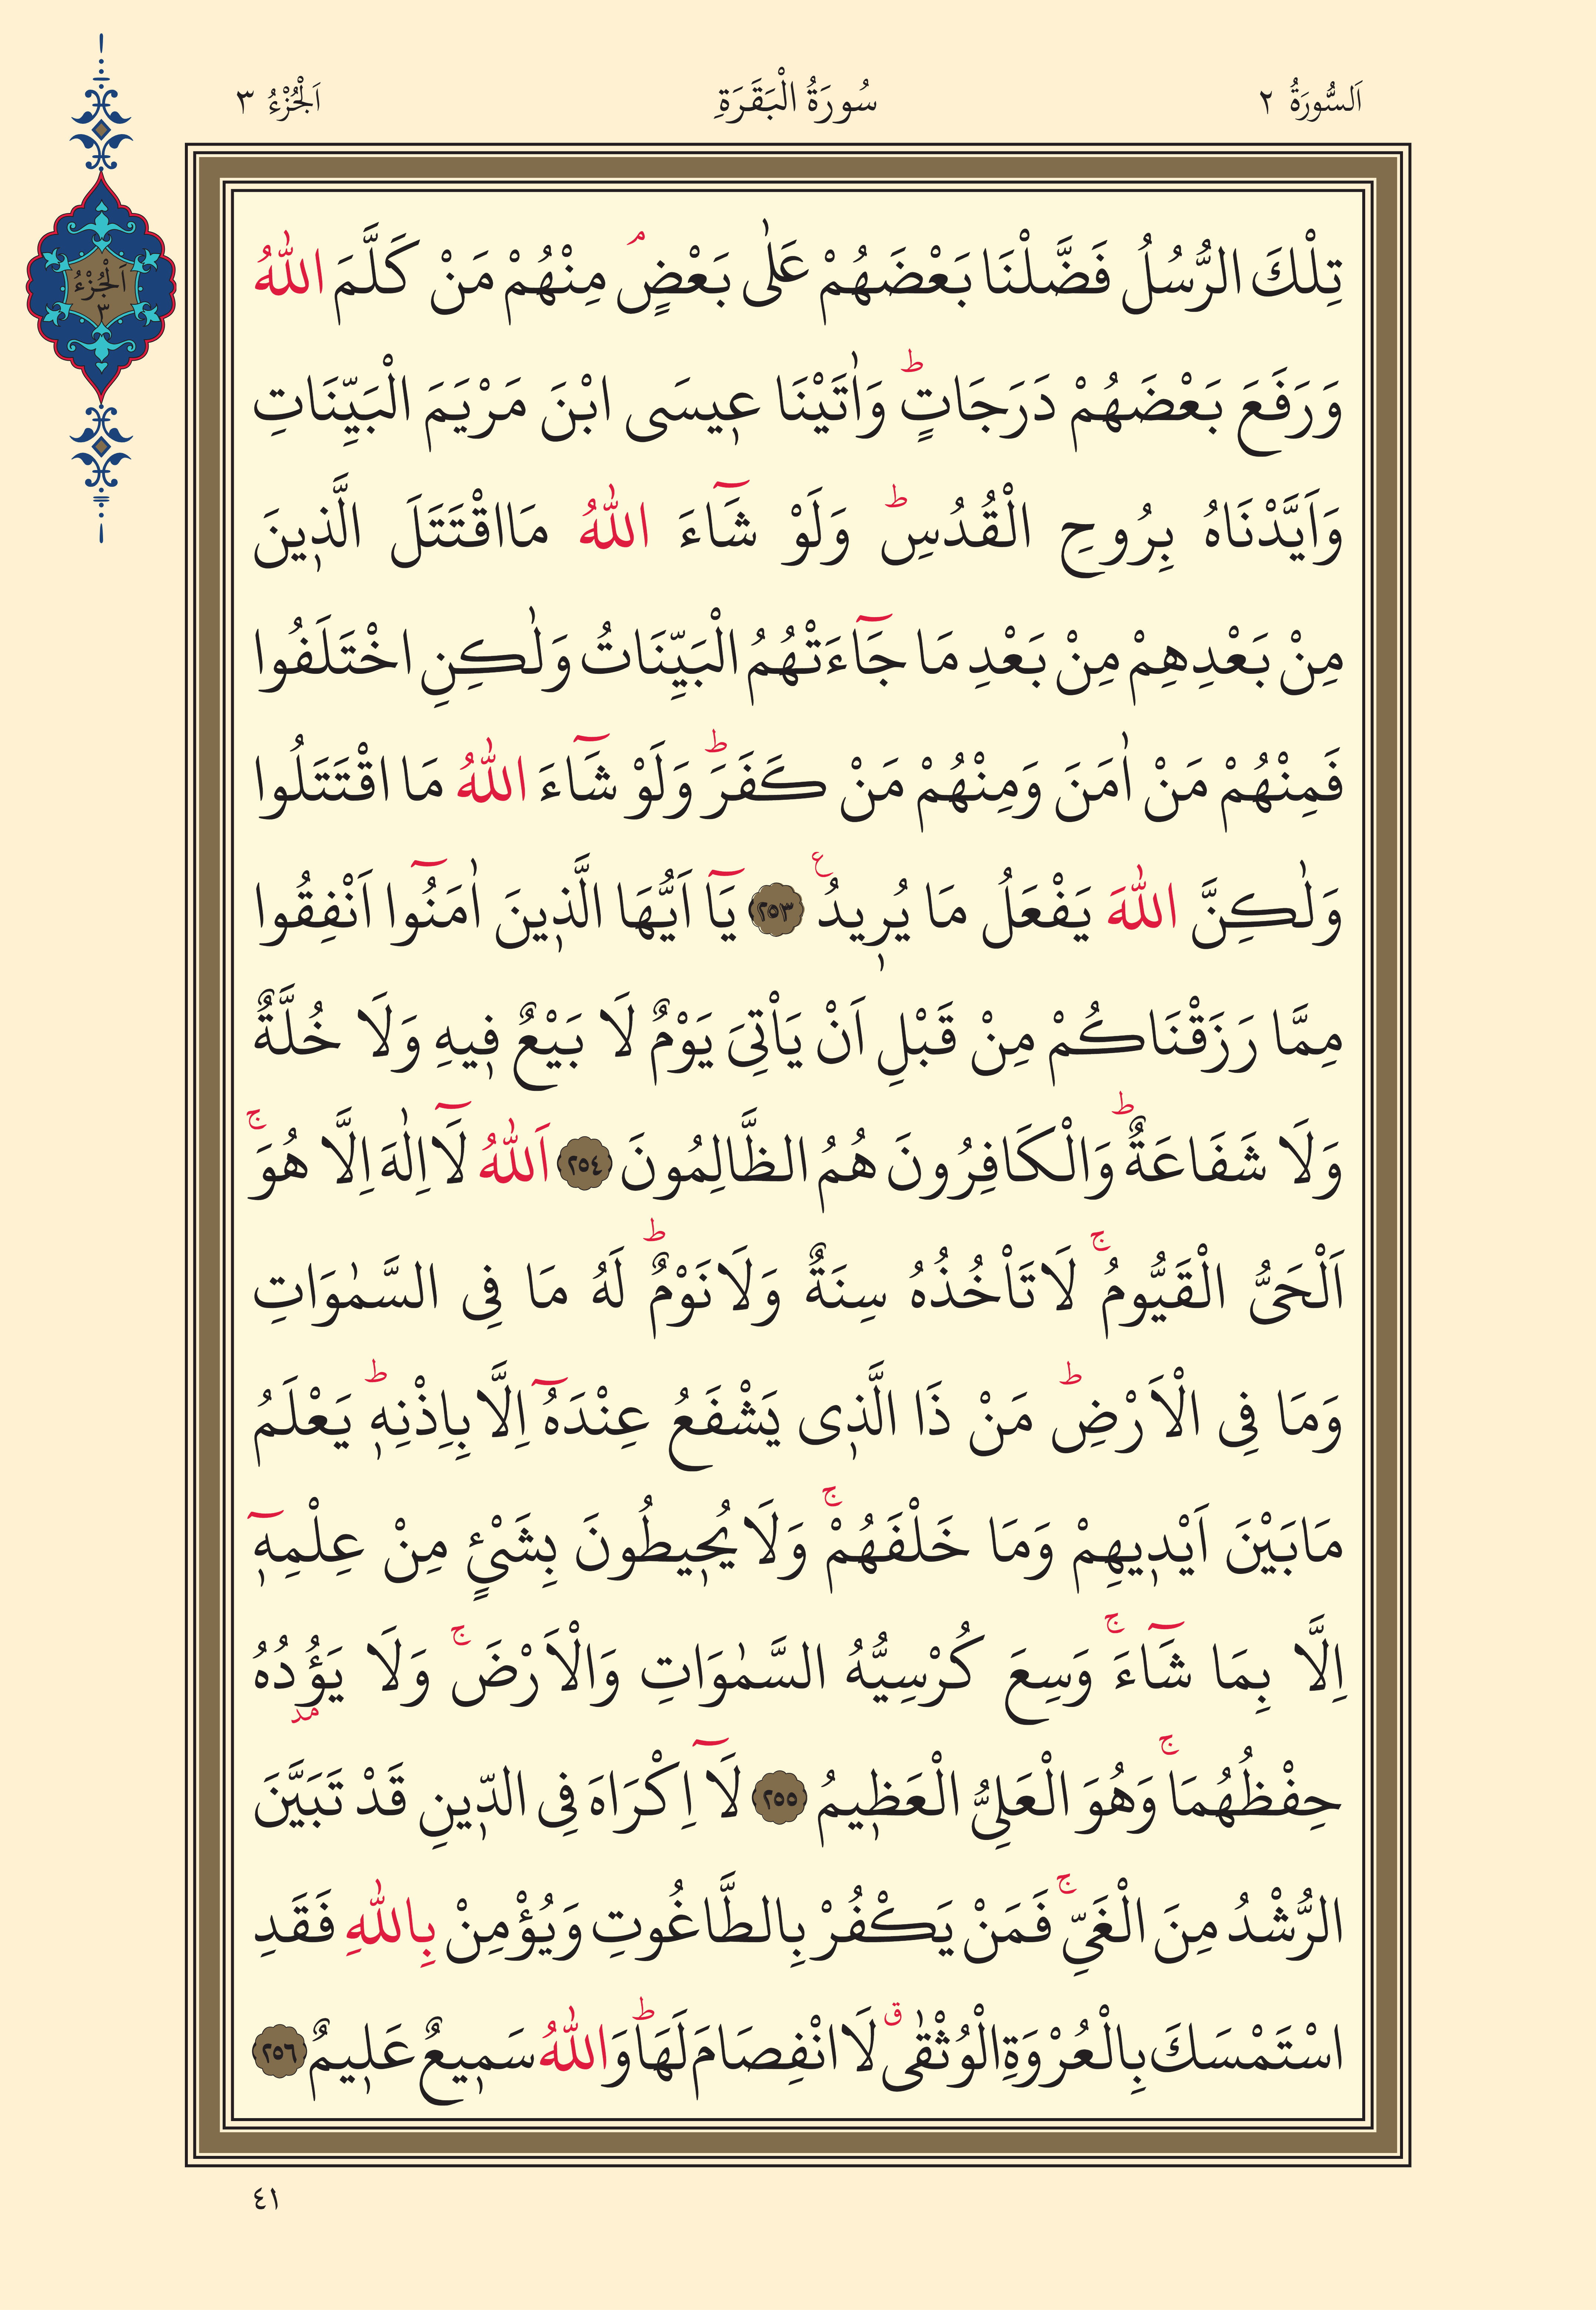 اَلسُّورَةُ ٢
سُورَةُ الْبَقَرَةِ
اَلْجُزْءُ ٣
اَلْجُزْءُ
٣
تِلْكَ الرُّسُلُ فَضَّلْنَا بَعْضَهُمْ عَلٰى بَعْضٍۢ مِنْهُمْ مَنْ كَلَّمَ اللّٰهُ
وَرَفَعَ بَعْضَهُمْ دَرَجَاتٍؕ وَاٰتَيْنَا ع۪يسَى ابْنَ مَرْيَمَ الْبَيِّنَاتِ
وَاَيَّدْنَاهُ بِرُوحِ الْقُدُسِؕ وَلَوْ شَٓاءَ اللّٰهُ مَااقْتَتَلَ الَّذ۪ينَ
مِنْ بَعْدِهِمْ مِنْ بَعْدِ مَا جَٓاءَتْهُمُ الْبَيِّنَاتُ وَلٰكِنِ اخْتَلَفُوا
فَمِنْهُمْ مَنْ اٰمَنَ وَمِنْهُمْ مَنْ كَفَرَؕ وَلَوْ شَٓاءَ اللّٰهُ مَا اقْتَتَلُوا
وَلٰكِنَّ اللّٰهَ يَفْعَلُ مَا يُر۪يدُ۟ ﴿٢٥٣﴾ يَٓا اَيُّهَا الَّذ۪ينَ اٰمَنُٓوا اَنْفِقُوا
مِمَّا رَزَقْنَاكُمْ مِنْ قَبْلِ اَنْ يَأْتِىَ يَوْمٌ لَا بَيْعٌ ف۪يهِ وَلَا خُلَّةٌ
وَلَا شَفَاعَةٌؕ وَالْكَافِرُونَ هُمُ الظَّالِمُونَ ﴿٢٥٤﴾ اَللّٰهُ لَٓا اِلٰهَ اِلَّا هُوَۚ
اَلْحَىُّ الْقَيُّومُۚ لَا تَأْخُذُهُ سِنَةٌ وَلَا نَوْمٌؕ لَهُ مَا فِى السَّمٰوَاتِ
وَمَا فِى الْاَرْضِؕ مَنْ ذَا الَّذ۪ى يَشْفَعُ عِنْدَهُٓ اِلَّا بِاِذْنِه۪ؕ يَعْلَمُ
مَابَيْنَ اَيْد۪يهِمْ وَمَا خَلْفَهُمْۚ وَلَا يُح۪يطُونَ بِشَىْءٍ مِنْ عِلْمِه۪ٓ
اِلَّا بِمَا شَٓاءَۚ وَسِعَ كُرْسِيُّهُ السَّمٰوَاتِ وَالْاَرْضَۚ وَلَا يَؤُ۫دُهُ
حِفْظُهُمَاۚ وَهُوَ الْعَلِىُّ الْعَظ۪يمُ ﴿٢٥٥﴾ لَٓا اِكْرَاهَ فِى الدّ۪ينِ قَدْ تَبَيَّنَ
الرُّشْدُ مِنَ الْغَىِّۚ فَمَنْ يَكْفُرْ بِالطَّاغُوتِ وَيُؤْمِنْ بِاللّٰهِ فَقَدِ
اسْتَمْسَكَ بِالْعُرْوَةِ الْوُثْقٰىۗ لَا انْفِصَامَ لَهَاؕ وَاللّٰهُ سَم۪يعٌ عَل۪يمٌ ﴿٢٥٦﴾
٤١